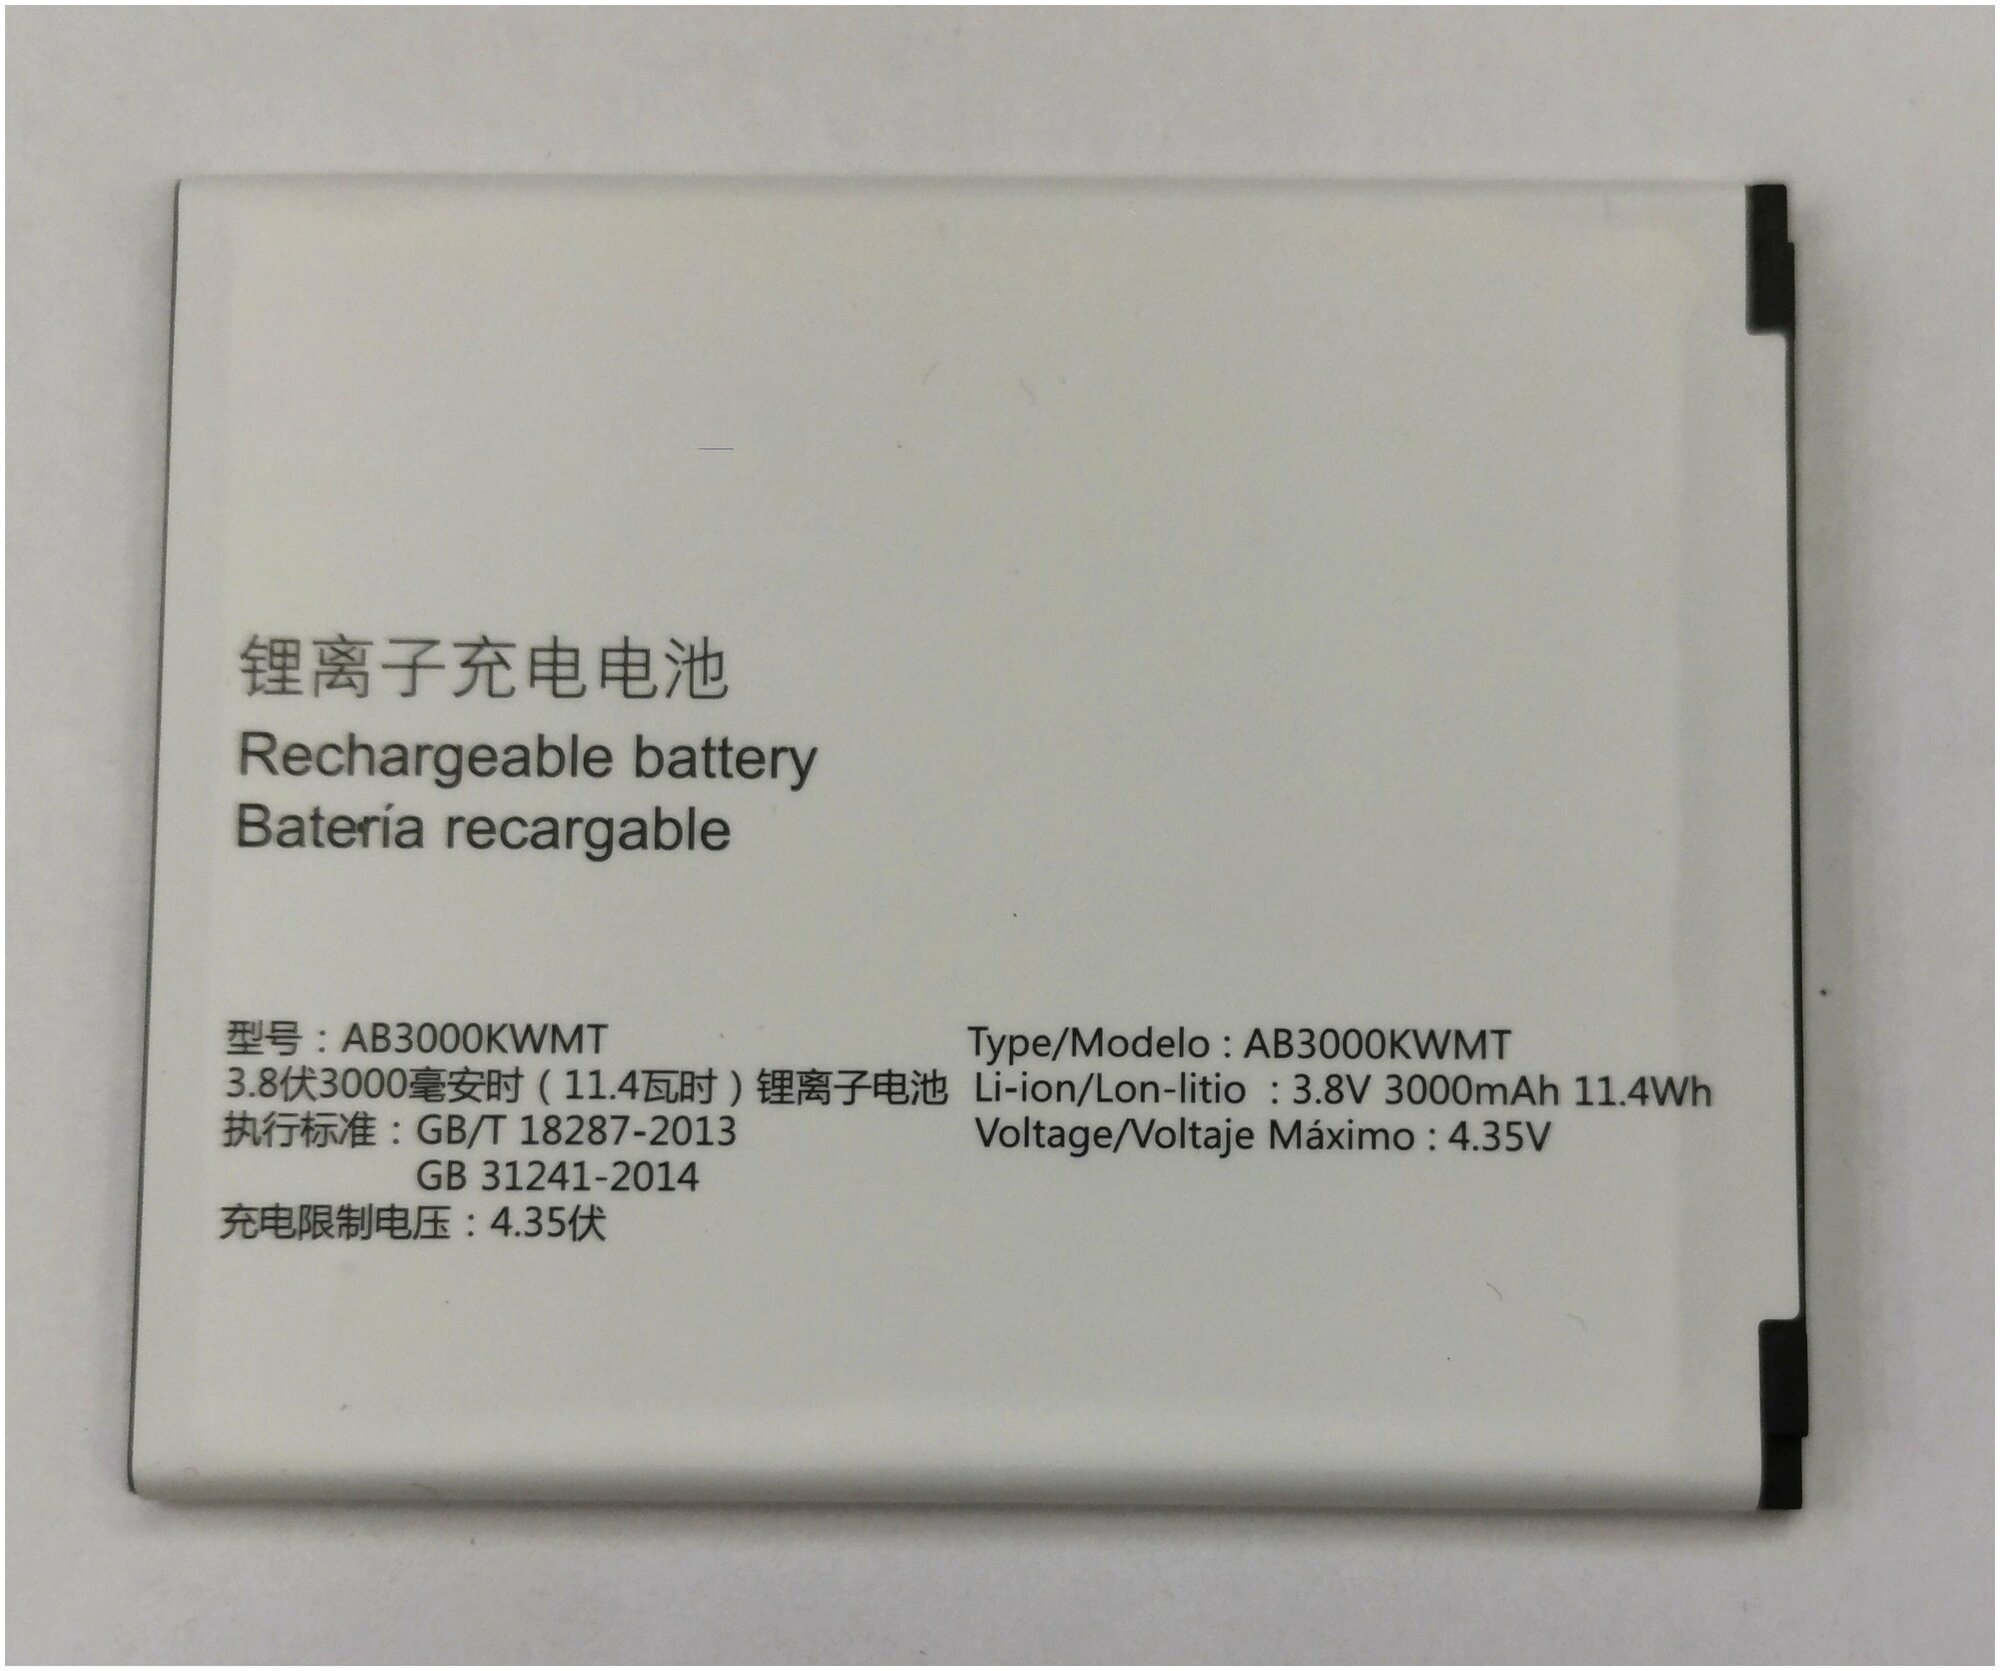 锂离子充电电池
Rechargeable battery
Batería recargable
型号：AB3000KWMT
3.8伏3000毫安时（11.4瓦时）锂离子电池
执行标准：GB/T 18287-2013
GB 31241-2014
充电限制电压：4.35伏
Type/Modelo : AB3000KWMT
Li-ion/Lon-litio : 3.8V 3000mAh 11.4Wh
Voltage/Voltaje Máximo : 4.35V